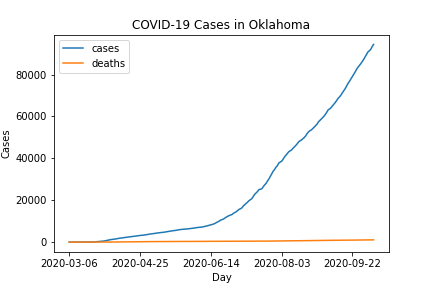 COVID-19 Cases in Oklahoma
cases
deaths
80000
60000
40000
20000
0
Cases
2020-03-06 2020-04-25 2020-06-14 2020-08-03 2020-09-22
Day